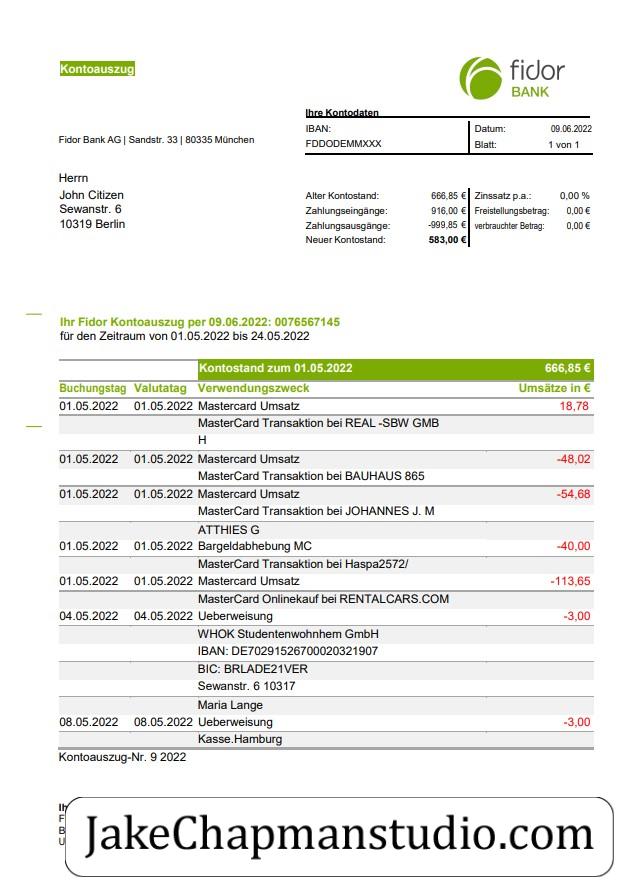 Kontoauszug
fidor
BANK
Ihre Kontodaten
IBAN: Datum: 09.06.2022
FDDODEMMXXX Blatt: 1 von 1
Fidor Bank AG | Sandstr. 33 | 80335 München
Herrn
John Citizen
Sewanstr. 6
10319 Berlin
Alter Kontostand: 666,85 € Zinssatz p.a.: 0,00 %
Zahlungseingänge: 916,00 € Freistellungsbetrag: 0,00 €
Zahlungsausgänge: -999,85 € verbrauchter Betrag: 0,00 €
Neuer Kontostand: 583,00 €
Ihr Fidor Kontoauszug per 09.06.2022: 0076567145
für den Zeitraum von 01.05.2022 bis 24.05.2022
Kontostand zum 01.05.2022 666,85 €
Buchungstag Valutatag Verwendungszweck Umsätze in €
01.05.2022 01.05.2022 Mastercard Umsatz 18,78
MasterCard Transaktion bei REAL -SBW GMB
H
01.05.2022 01.05.2022 Mastercard Umsatz -48,02
MasterCard Transaktion bei BAUHAUS 865
01.05.2022 01.05.2022 Mastercard Umsatz -54,68
MasterCard Transaktion bei JOHANNES J. M
ATTHIES G
01.05.2022 01.05.2022 Bargeldabhebung MC -40,00
MasterCard Transaktion bei Haspa2572/
01.05.2022 01.05.2022 Mastercard Umsatz -113,65
MasterCard Onlinekauf bei RENTALCARS.COM
04.05.2022 04.05.2022 Ueberweisung -3,00
WHOK Studentenwohnhem GmbH
IBAN: DE70291526700020321907
BIC: BRLADE21VER
Sewanstr. 6 10317
Maria Lange
08.05.2022 08.05.2022 Ueberweisung -3,00
Kasse.Hamburg
Kontoauszug-Nr. 9 2022
JakeChapmanstudio.com